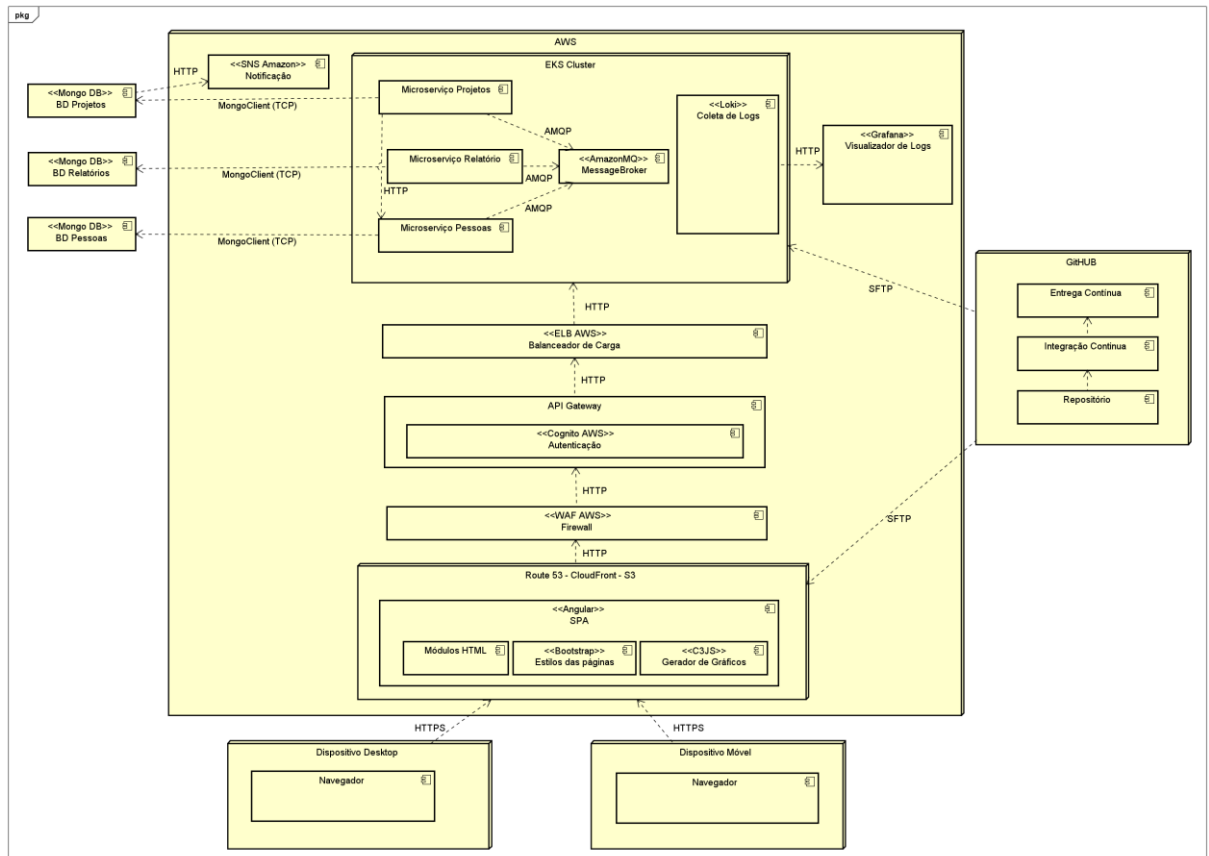 pkg
AWS
<<SNS Amazon>>
Notificação
HTTP
EKS Cluster
<<Mongo DB>>
BD Projetos
MongoClient (TCP)
Microserviço Projetos
<<Loki>>
Coleta de Logs
AMQP
<<Grafana>>
Visualizador de Logs
HTTP
<<Mongo DB>>
BD Relatórios
MongoClient (TCP)
Microserviço Relatório
AMQP
<<AmazonMQ>>
MessageBroker
HTTP
AMQP
<<Mongo DB>>
BD Pessoas
MongoClient (TCP)
Microserviço Pessoas
GitHUB
SFTP
Entrega Contínua
Integração Continua
Repositório
HTTP
<<ELB AWS>>
Balanceador de Carga
HTTP
API Gateway
<<Cognito AWS>>
Autenticação
HTTP
<<WAF AWS>>
Firewall
SFTP
HTTP
Route 53 - CloudFront - S3
<<Angular>>
SPA
Módulos HTML
<<Bootstrap>>
Estilos das páginas
<<C3JS>>
Gerador de Gráficos
HTTPS
HTTPS
Dispositivo Desktop
Navegador
Dispositivo Móvel
Navegador